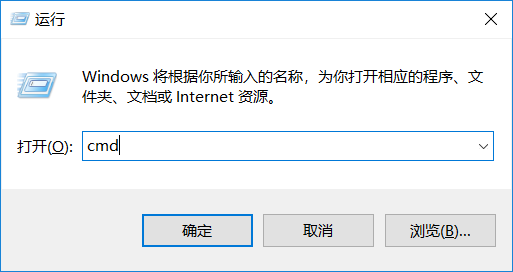 运行
Windows 将根据你所输入的名称，为你打开相应的程序、文
件夹、文档或 Internet 资源。
打开(O): cmd
确定 取消 浏览(B)...